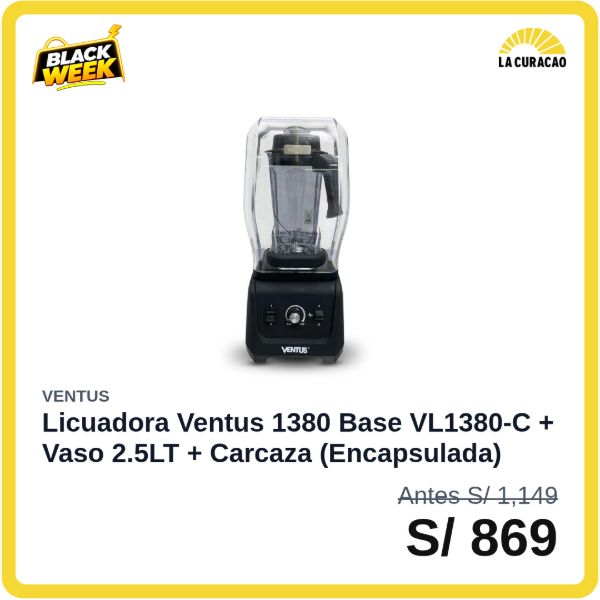 BLACK
WEEK
LA CURACAO
VENTUS
VENTUS
Licuadora Ventus 1380 Base VL1380-C +
Vaso 2.5LT + Carcaza (Encapsulada)
Antes S/ 1,149
S/ 869